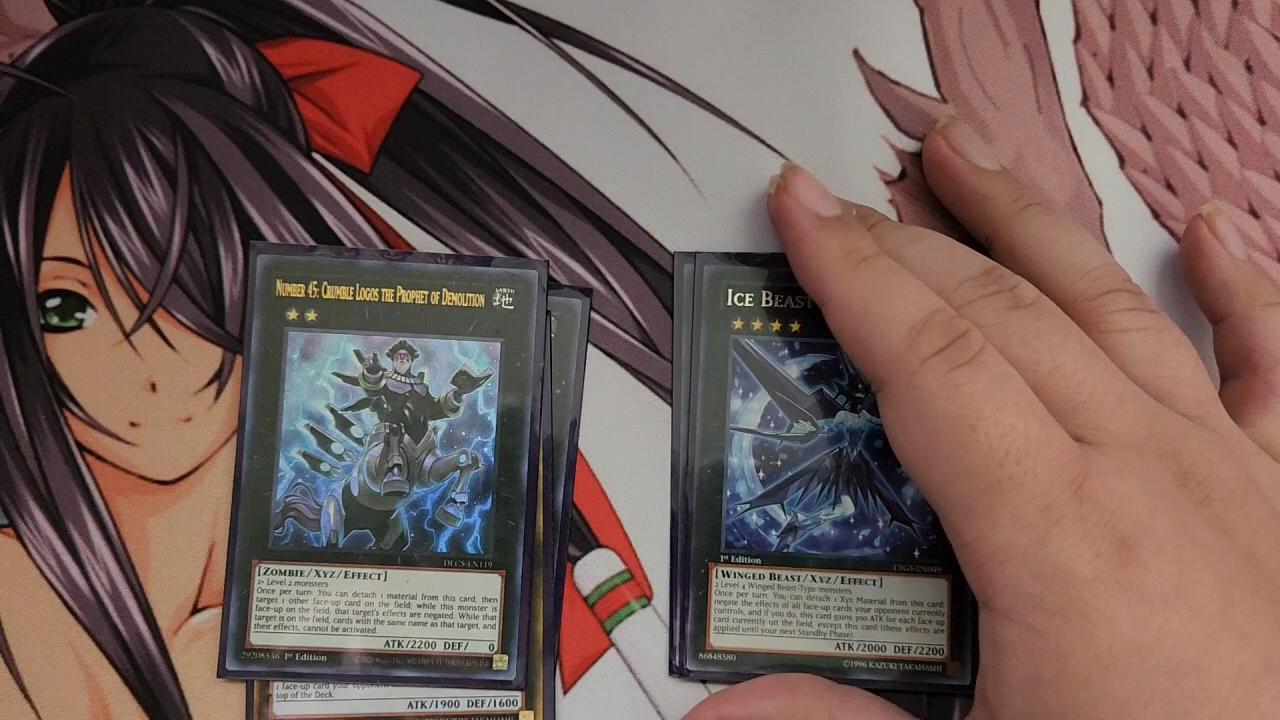 NUMBER 45: CRUMBLE LOGOS THE PROPHET OF DEMOLITION
EARTH
地
DLCS-EN119
[ZOMBIE/XYZ/EFFECT]
2+ Level 2 monsters
Once per turn: You can detach 1 material from this card, then
target 1 other face-up card on the field; while this monster is
face-up on the field, that target's effects are negated. While that
target is on the field, cards with the same name as that target, and
their effects, cannot be activated.
ATK/2200 DEF/ 0
29208536 1st Edition
1 face-up card your
top of the Deck.
ATK/1900 DEF/1600
ICE BEAST
1st Edition
LTGY-EN049
[WINGED BEAST/XYZ/EFFECT]
2 Level 4 Winged Beast-Type monsters
Once per turn: You can detach 1 Xyz Material from this card;
negate the effects of all face-up cards your opponent currently
controls, and if you do, this card gains 300 ATK for each face-up
card currently on the field, except this card (these effects are
applied until your next Standby Phase).
ATK/2000 DEF/2200
86848580
©1996 KAZUKI TAKAHASHI